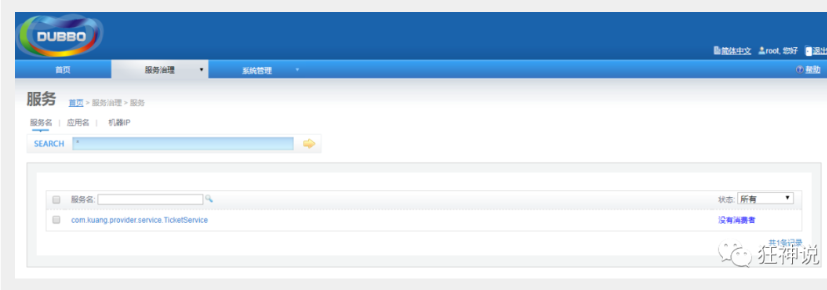 DUBBO
简体中文 root, 您好 退出
首页 服务治理 系统管理 帮助
服务 首页 > 服务治理 > 服务
服务名 | 应用名 | 机器IP
SEARCH *
服务名: 状态: 所有
com.kuang.provider.service.TicketService 没有消费者
共1条记录
狂神说